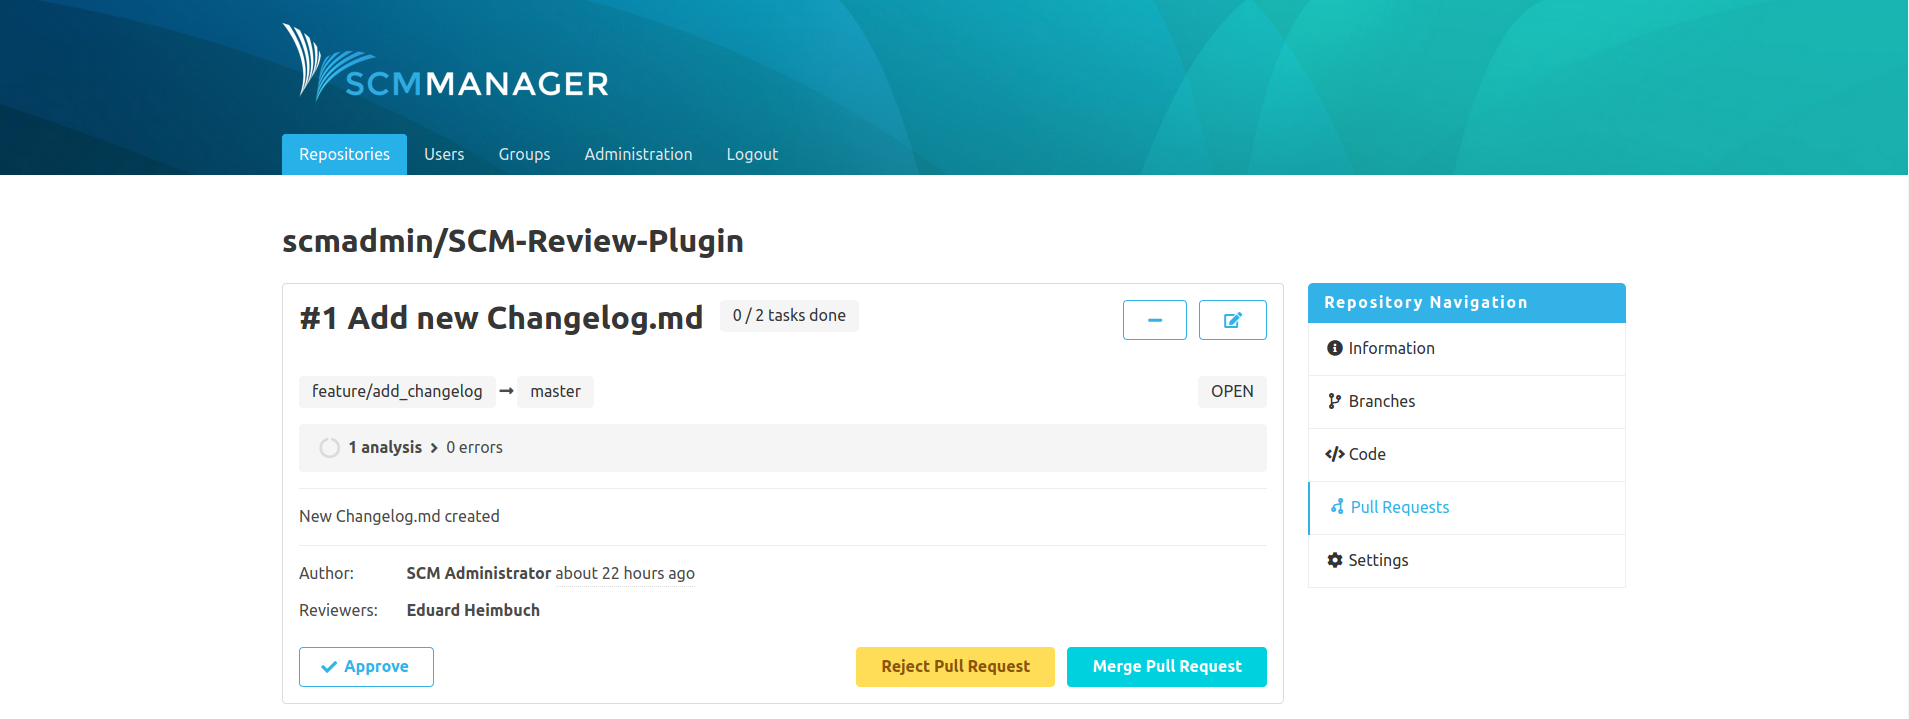 SCMMANAGER
Repositories Users Groups Administration Logout
scmadmin/SCM-Review-Plugin
#1 Add new Changelog.md 0 / 2 tasks done
feature/add_changelog master OPEN
1 analysis 0 errors
New Changelog.md created
Author: SCM Administrator about 22 hours ago
Reviewers: Eduard Heimbuch
Approve Reject Pull Request Merge Pull Request
Repository Navigation
Information
Branches
Code
Pull Requests
Settings